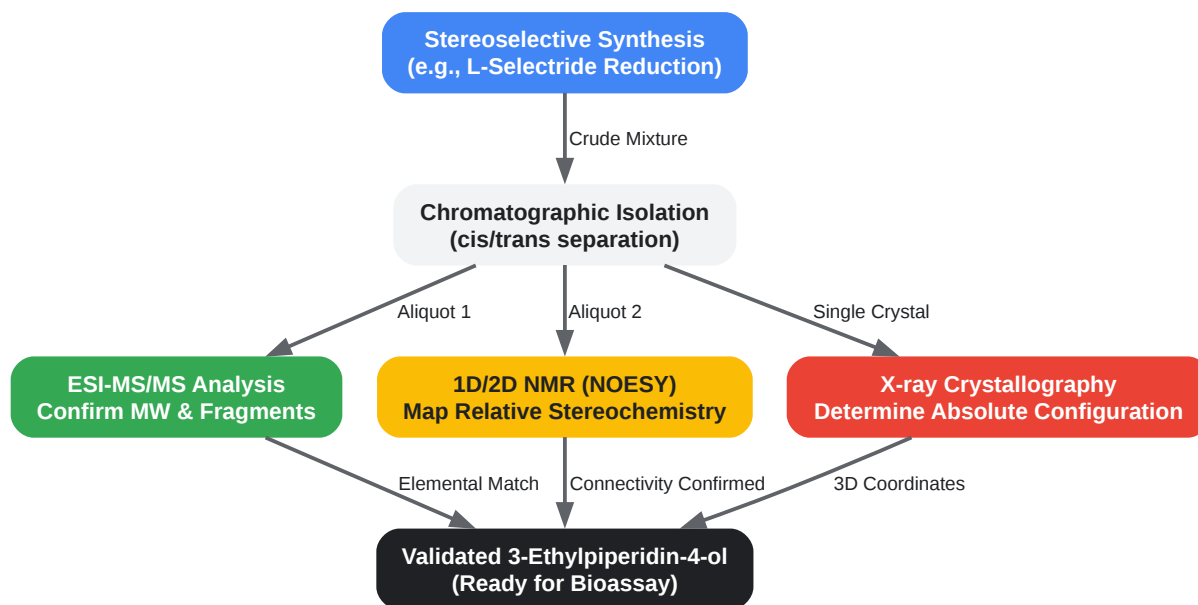 Stereoselective Synthesis
(e.g., L-Selectride Reduction)
Crude Mixture
Chromatographic Isolation
(cis/trans separation)
Aliquot 1
Aliquot 2
Single Crystal
ESI-MS/MS Analysis
Confirm MW & Fragments
1D/2D NMR (NOESY)
Map Relative Stereochemistry
X-ray Crystallography
Determine Absolute Configuration
Elemental Match
Connectivity Confirmed
3D Coordinates
Validated 3-Ethylpiperidin-4-ol
(Ready for Bioassay)